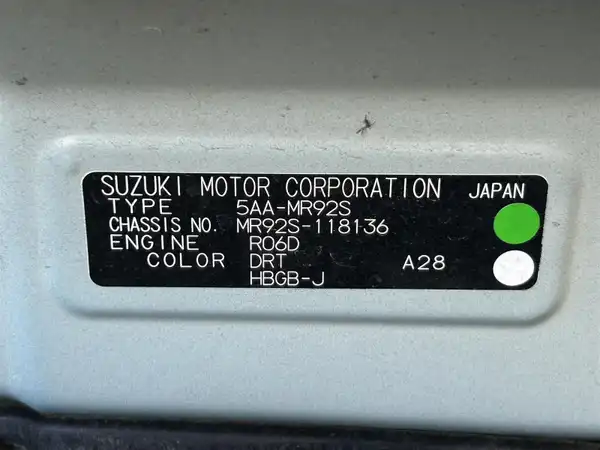 SUZUKI MOTOR CORPORATION JAPAN
TYPE 5AA-MR92S
CHASSIS NO. MR92S-118136
ENGINE R06D
COLOR DRT A28
HBGB-J